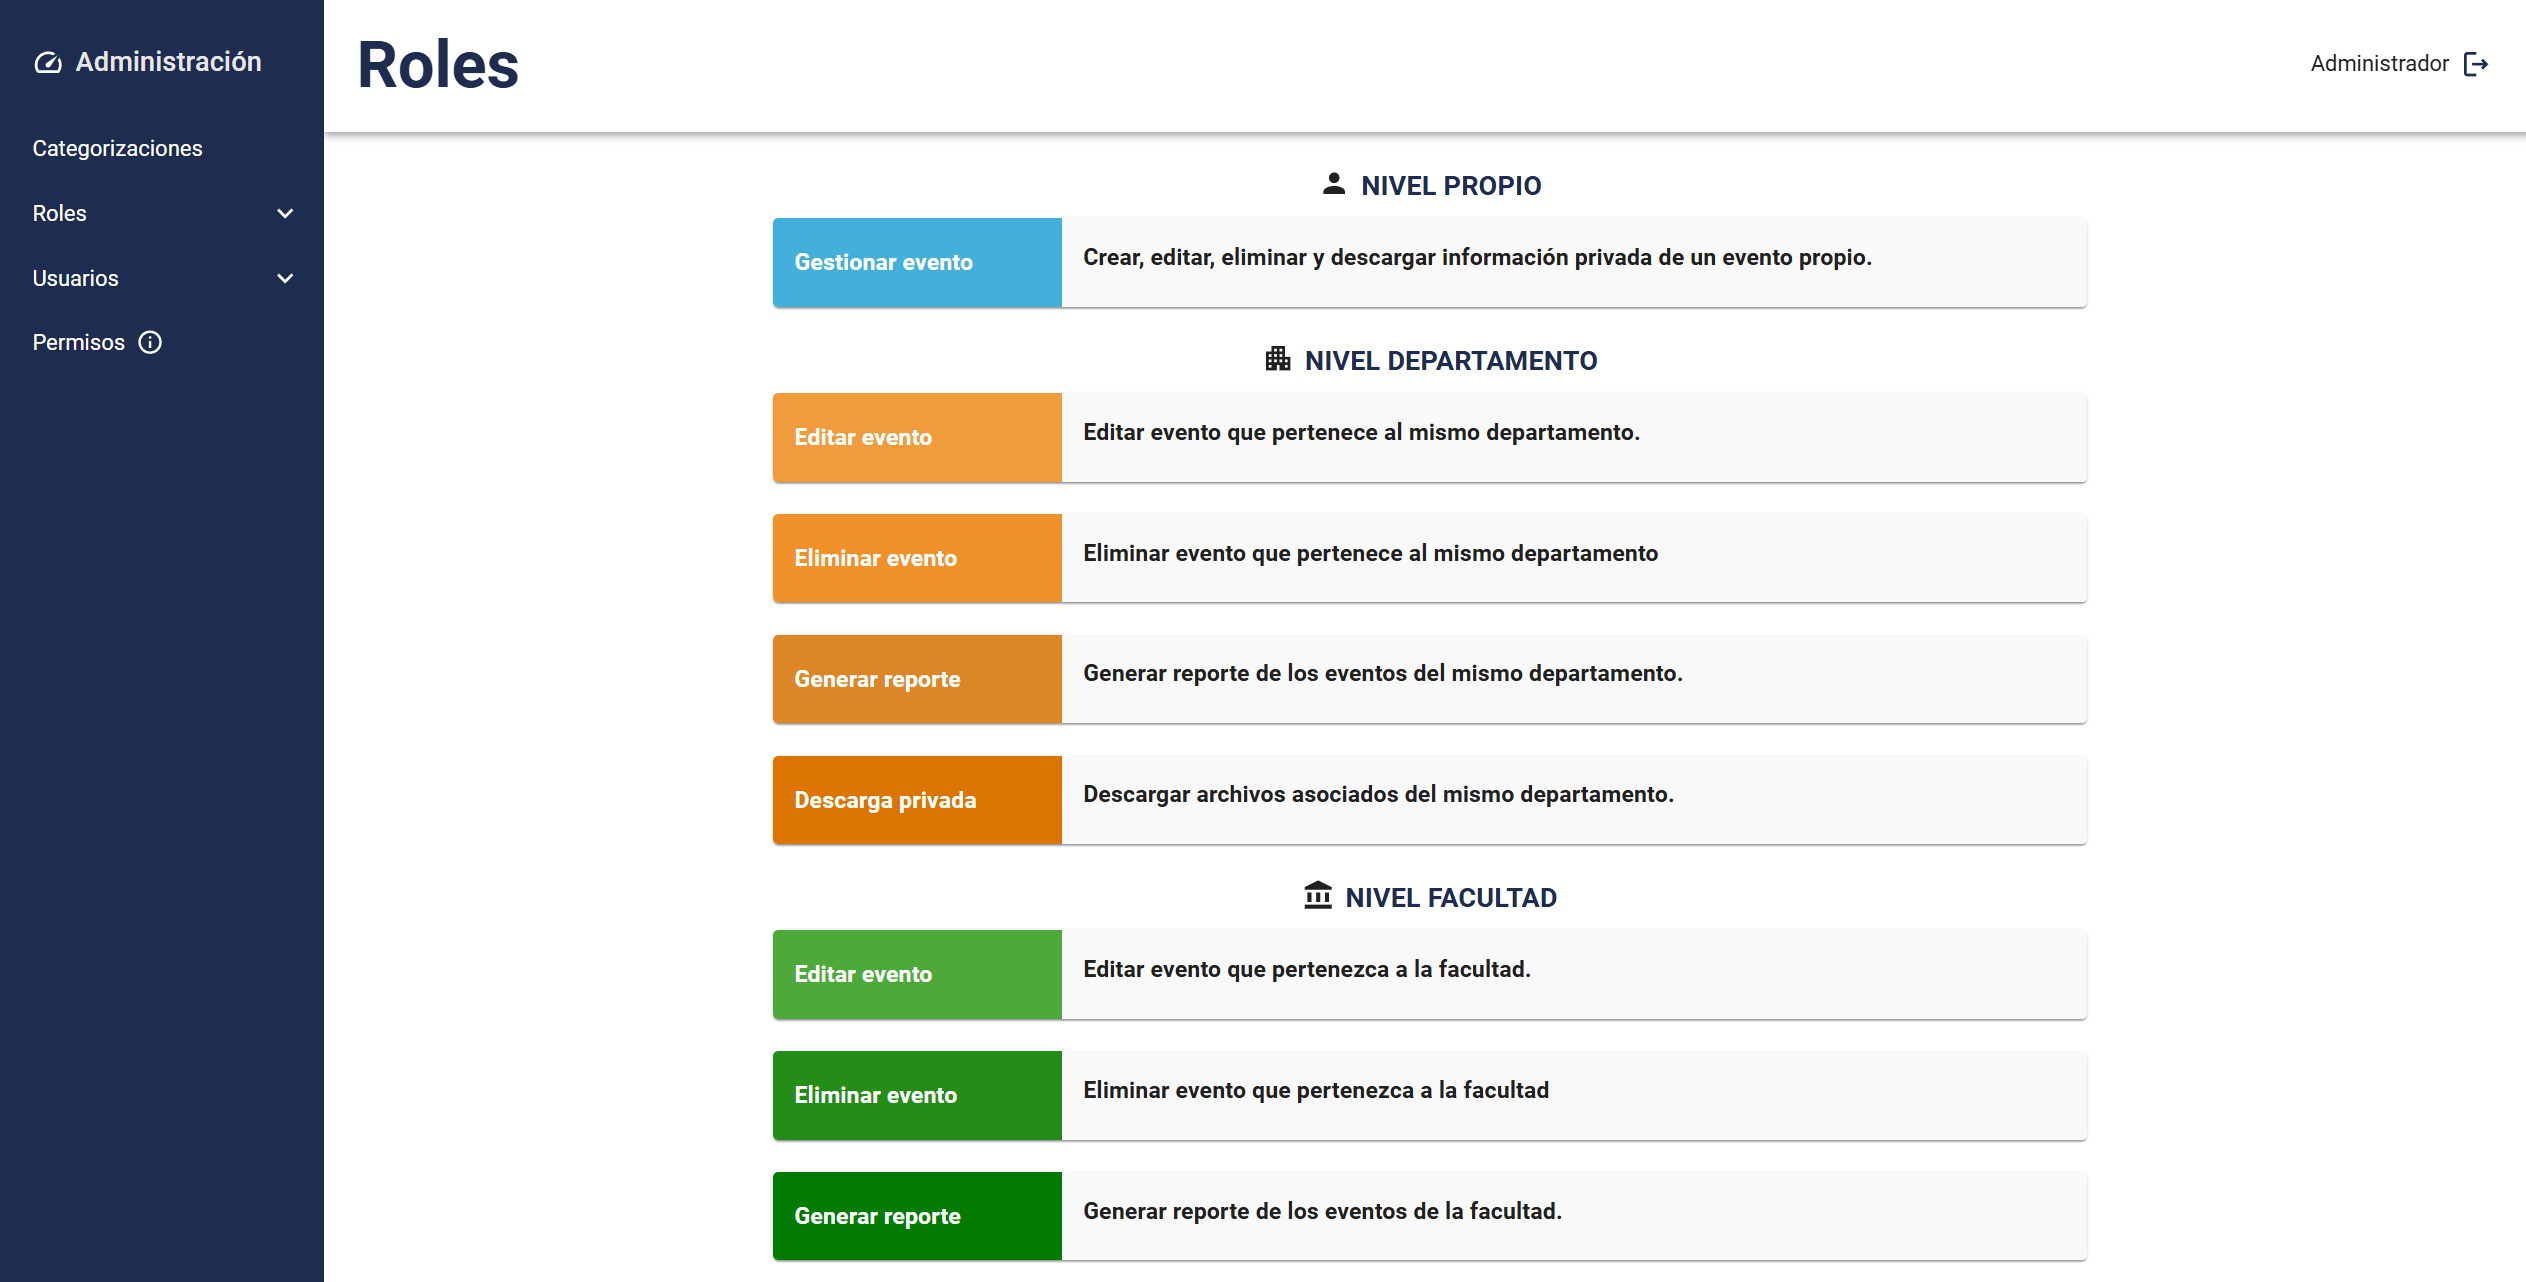 Administración
Categorizaciones
Roles
Usuarios
Permisos
Roles
Administrador
NIVEL PROPIO
Gestionar evento
Crear, editar, eliminar y descargar información privada de un evento propio.
NIVEL DEPARTAMENTO
Editar evento
Editar evento que pertenece al mismo departamento.
Eliminar evento
Eliminar evento que pertenece al mismo departamento
Generar reporte
Generar reporte de los eventos del mismo departamento.
Descarga privada
Descargar archivos asociados del mismo departamento.
NIVEL FACULTAD
Editar evento
Editar evento que pertenezca a la facultad.
Eliminar evento
Eliminar evento que pertenezca a la facultad
Generar reporte
Generar reporte de los eventos de la facultad.